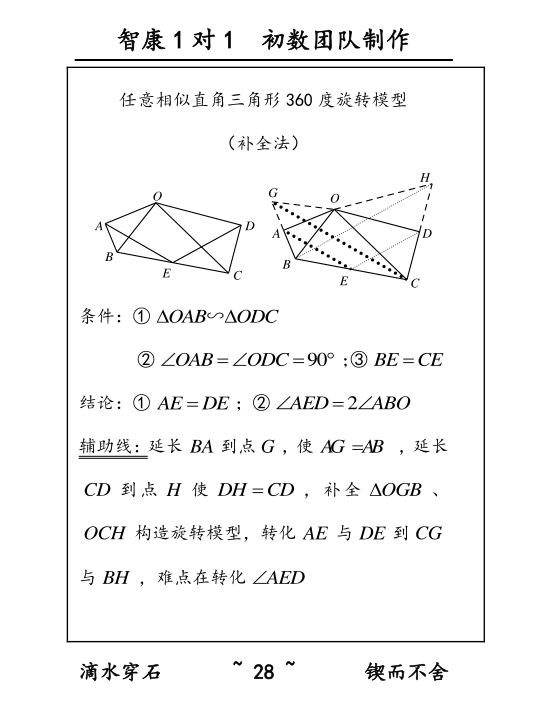 智康1对1 初数团队制作
任意相似直角三角形360度旋转模型
（补全法）
O
A
B
E
C
D
G
O
H
A
B
E
C
D
条件：① ΔOAB∽ΔODC
② ∠OAB=∠ODC=90°；③ BE=CE
结论：① AE=DE；② ∠AED=2∠ABO
辅助线：延长 BA 到点 G，使 AG=AB ，延长
CD 到点 H 使 DH=CD，补全 ΔOGB、
OCH 构造旋转模型，转化 AE 与 DE 到 CG
与 BH，难点在转化 ∠AED
滴水穿石 ~ 28 ~ 锲而不舍